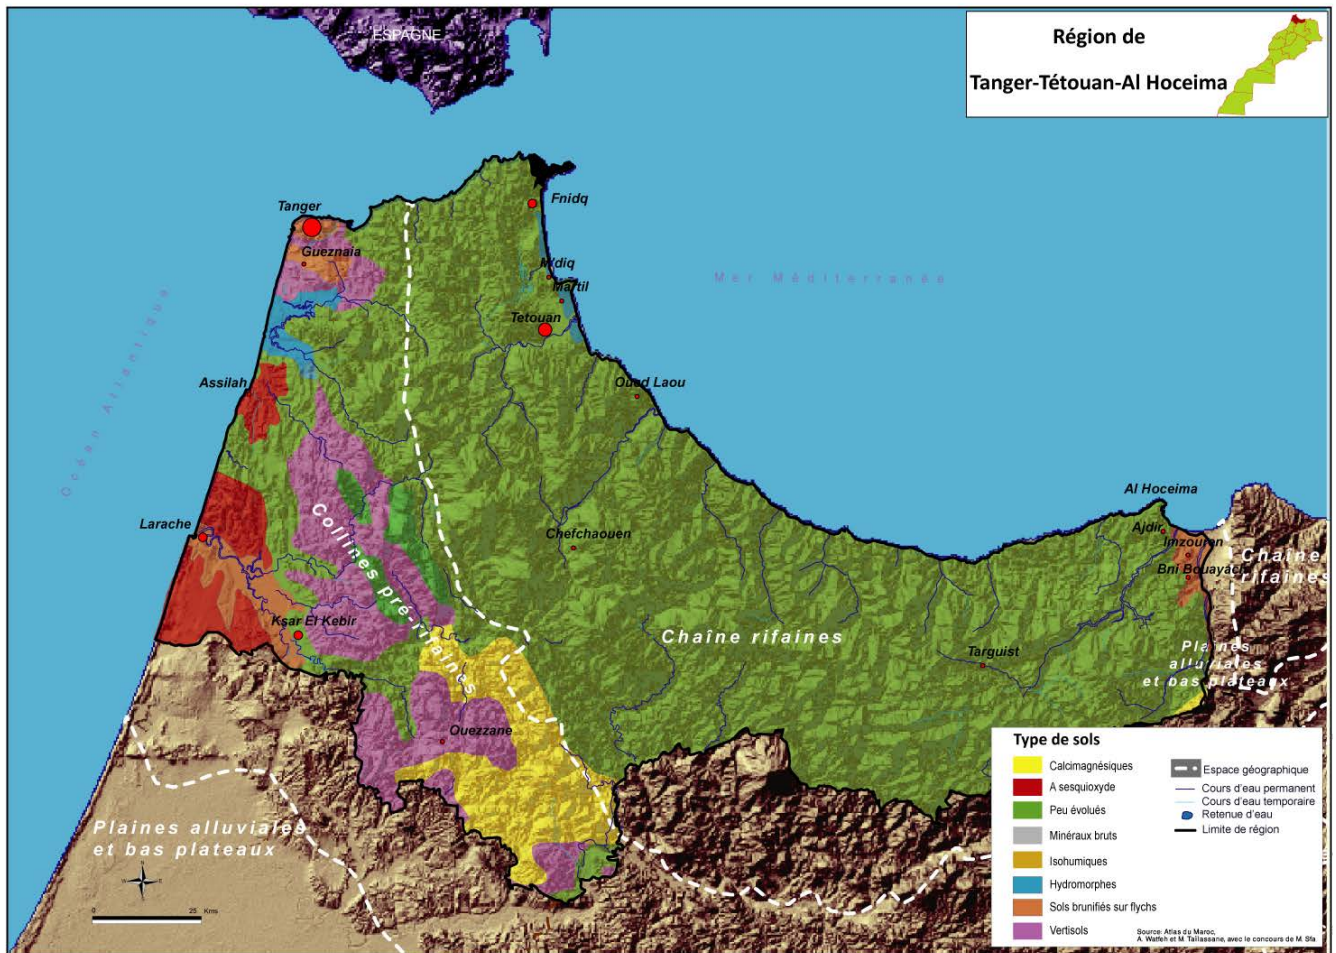 ESPAGNE
Région de
Tanger-Tétouan-Al Hoceima
Tanger
Fnidq
Gueznaia
M'diq
Martil
Mer Méditerranée
Océan Atlantique
Tetouan
Assilah
Oued Laou
Larache
Collines pré-rifaines
Chefchaouen
Al Hoceima
Ajdir
Imzouren
Bni Bouayach
Chaîne
rifaines
Ksar El Kebir
Chaîne rifaines
Targuist
Plaines
alluviales
et bas plateaux
Ouezzane
Plaines alluviales
et bas plateaux
N
W
E
S
0 25 Kms
Type de sols
Calcimagnésiques
A sesquioxyde
Peu évolués
Minéraux bruts
Isohumiques
Hydromorphes
Sols brunifiés sur flychs
Vertisols
Espace géographique
Cours d'eau permanent
Cours d'eau temporaire
Retenue d'eau
Limite de région
Source: Atlas du Maroc,
A. Watfeh et M. Tallassane, avec le concours de M. Sfa